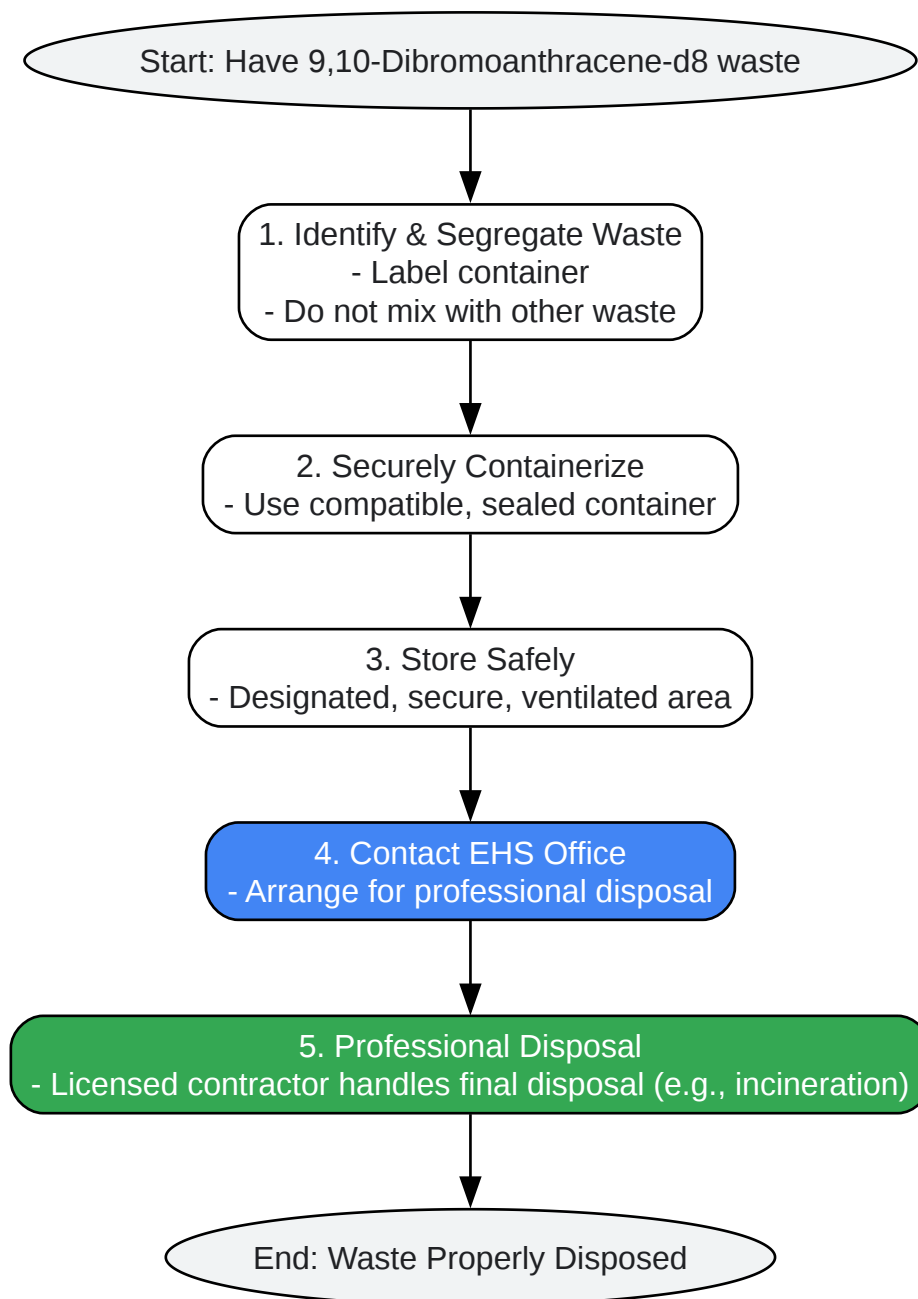 Start: Have 9,10-Dibromoanthracene-d8 waste
1. Identify & Segregate Waste
- Label container
- Do not mix with other waste
2. Securely Containerize
- Use compatible, sealed container
3. Store Safely
- Designated, secure, ventilated area
4. Contact EHS Office
- Arrange for professional disposal
5. Professional Disposal
- Licensed contractor handles final disposal (e.g., incineration)
End: Waste Properly Disposed